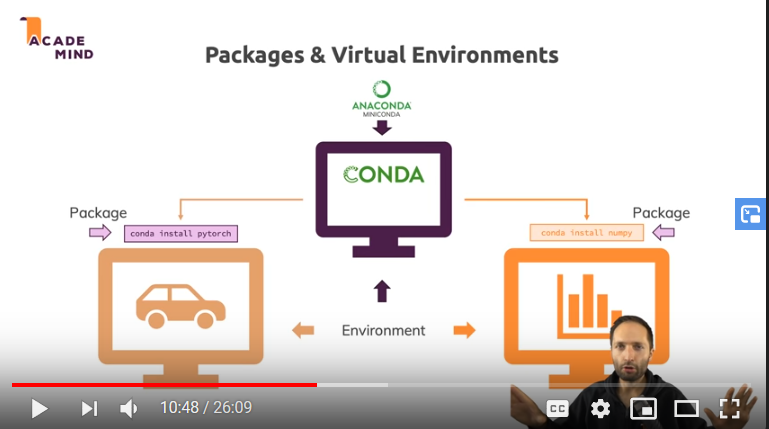 ACADE
MIND
Packages & Virtual Environments
ANACONDA
MINICONDA
CONDA
Package
conda install pytorch
Package
conda install numpy
Environment
10:48 / 26:09
CC